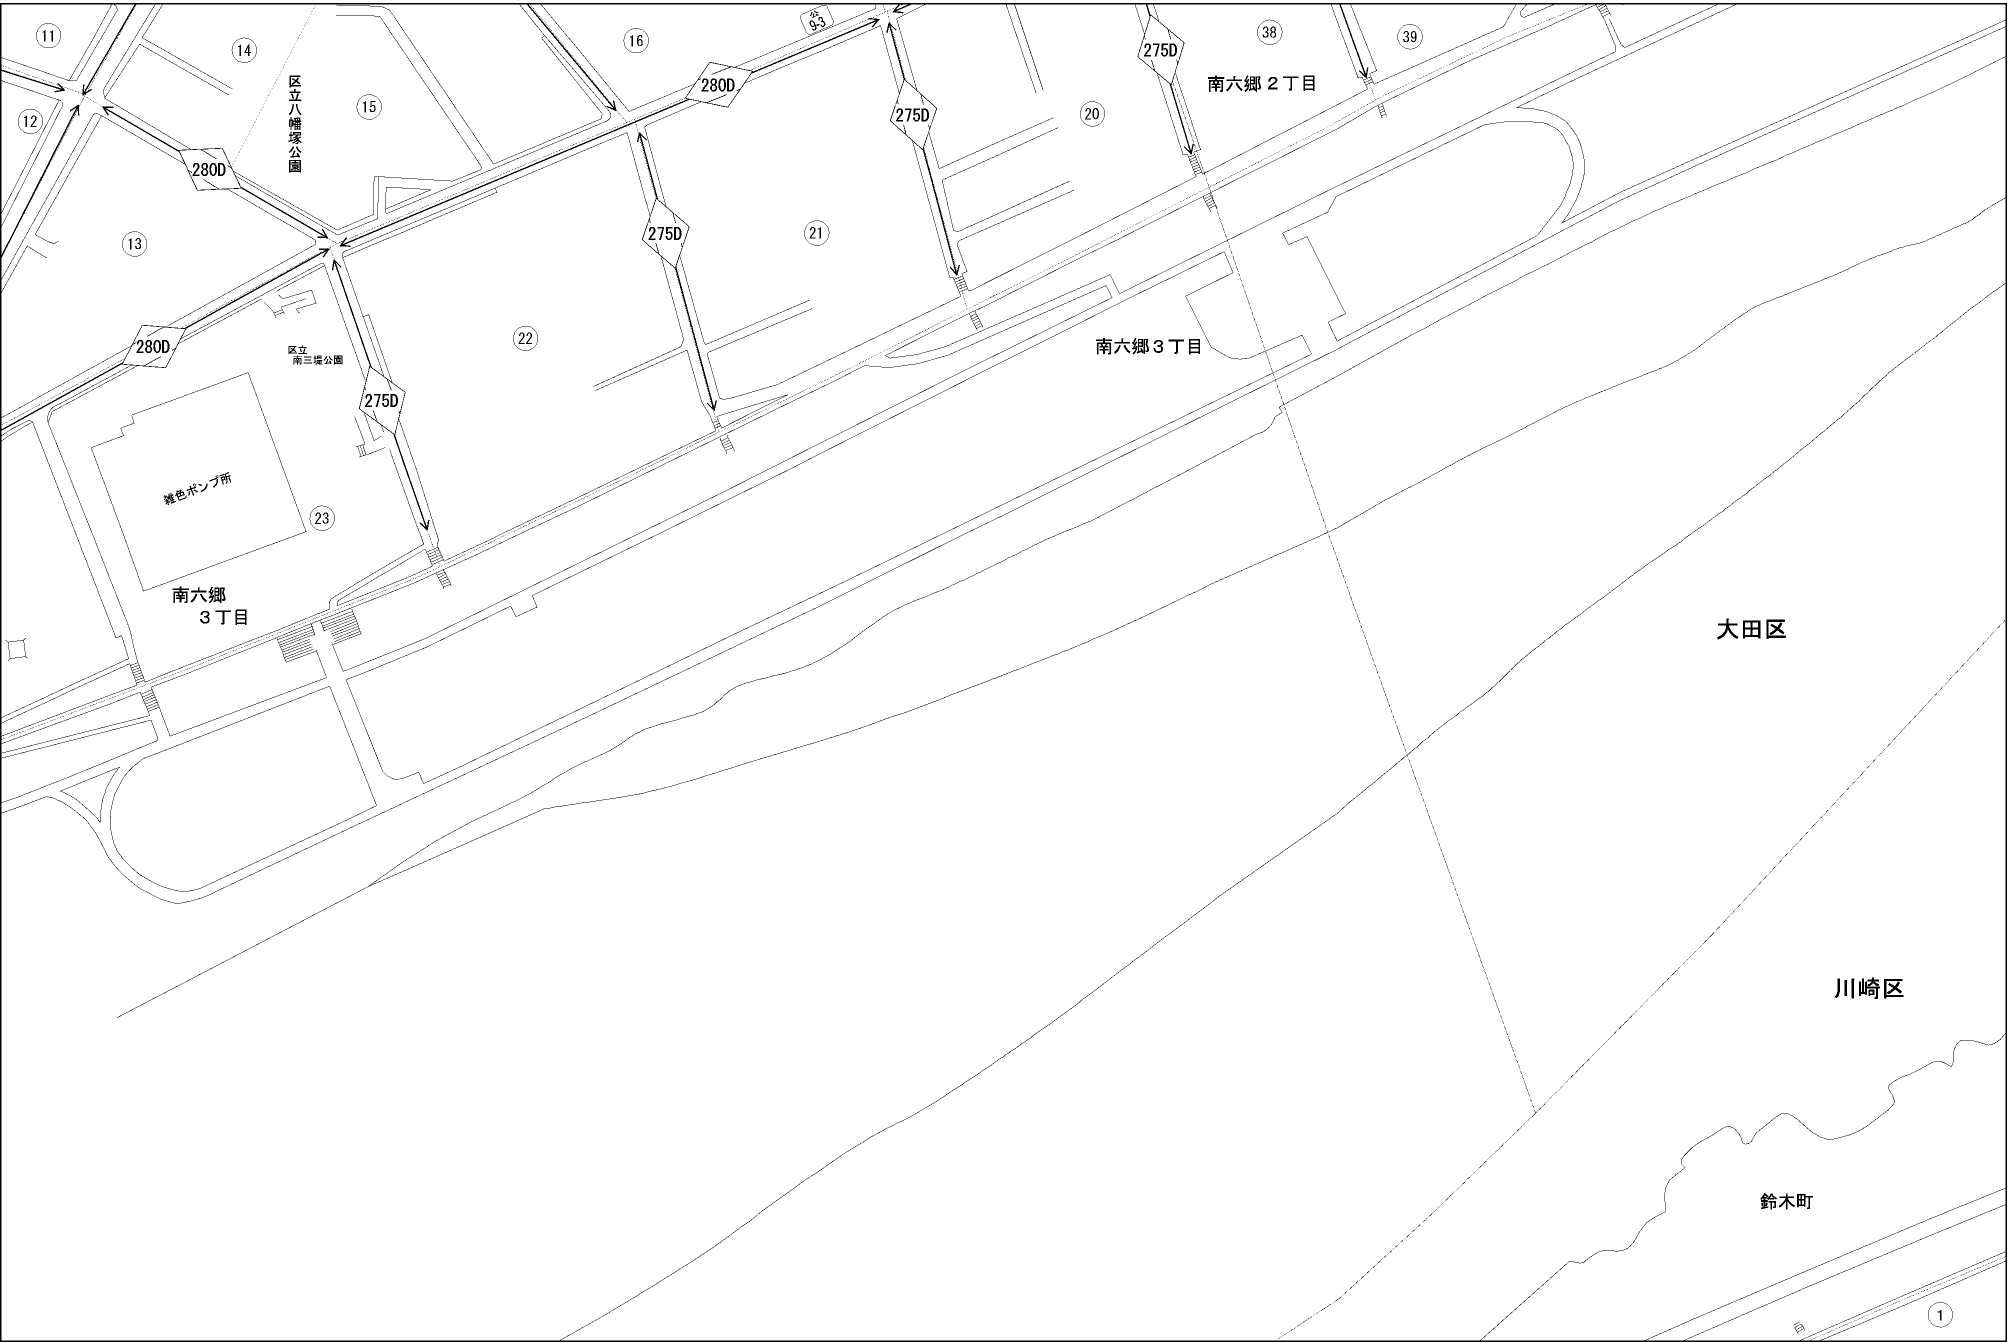 11
14
16
公
9-3
38
39
275D
280D
南六郷２丁目
区立八幡塚公園
15
12
275D
20
280D
13
275D
21
280D
区立
南三堤公園
22
南六郷３丁目
275D
雑色ポンプ所
23
南六郷
３丁目
大田区
川崎区
鈴木町
1